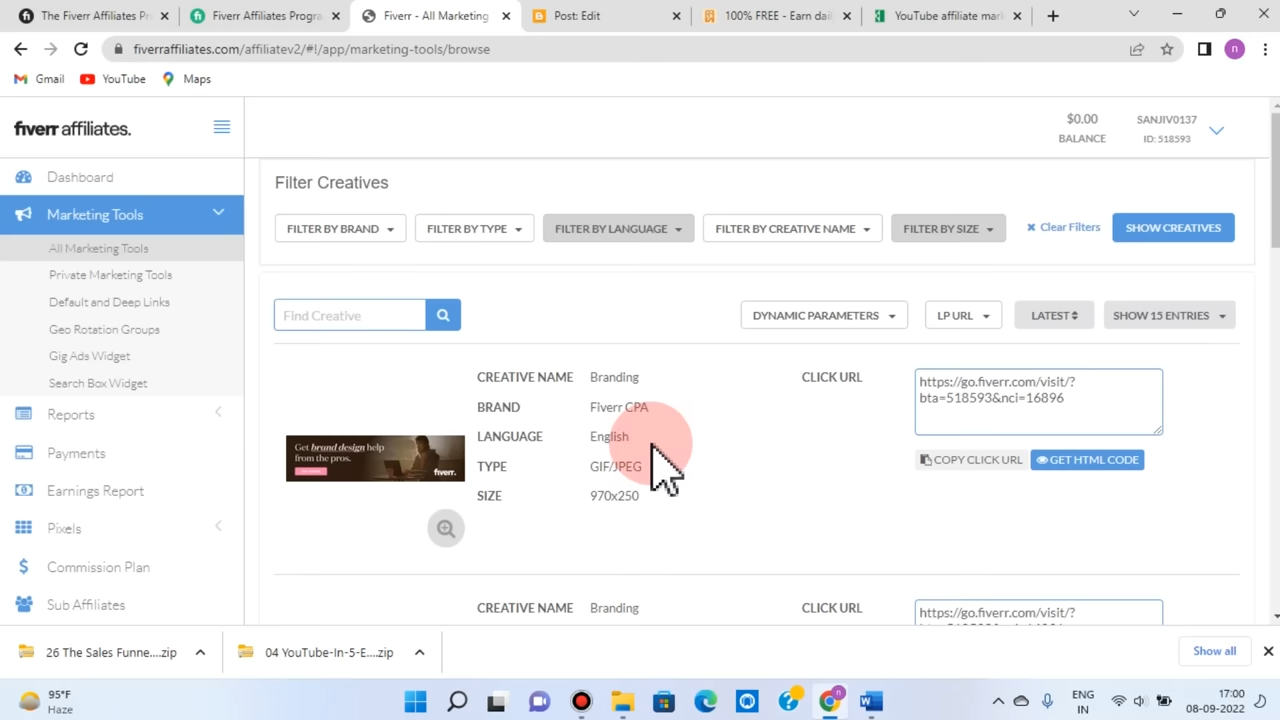 The Fiverr Affiliates Pr
Fiverr Affiliates Progra
Fiverr - All Marketing
Post: Edit
100% FREE - Earn dail
YouTube affiliate mar
fiverraffiliates.com/affiliatev2/#!/app/marketing-tools/browse
n
Gmail
YouTube
Maps
fiverr affiliates.
$0.00
BALANCE
SANJIV0137
ID: 518593
Dashboard
Marketing Tools
All Marketing Tools
Private Marketing Tools
Default and Deep Links
Geo Rotation Groups
Gig Ads Widget
Search Box Widget
Reports
Payments
Earnings Report
Pixels
Commission Plan
Sub Affiliates
Filter Creatives
FILTER BY BRAND
FILTER BY TYPE
FILTER BY LANGUAGE
FILTER BY CREATIVE NAME
FILTER BY SIZE
Clear Filters
SHOW CREATIVES
Find Creative
DYNAMIC PARAMETERS
LP URL
LATEST
SHOW 15 ENTRIES
Get brand design help
from the pros.
fiverr.
CREATIVE NAME Branding
BRAND Fiverr CPA
LANGUAGE English
TYPE GIF/JPEG
SIZE 970x250
CLICK URL
https://go.fiverr.com/visit/?
bta=518593&nci=16896
COPY CLICK URL
GET HTML CODE
CREATIVE NAME Branding
CLICK URL
https://go.fiverr.com/visit/?
26 The Sales Funne....zip
04 YouTube-In-5-E....zip
Show all
95°F
Haze
n
ENG
IN
17:00
08-09-2022